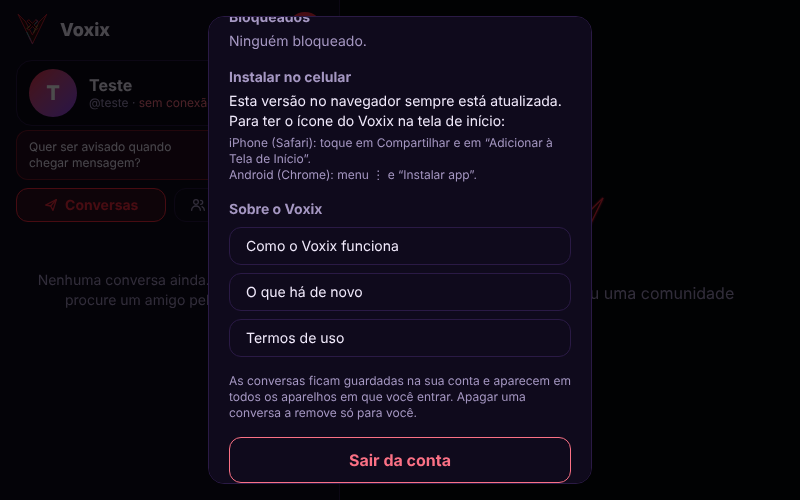 Voxix
Teste
@teste · sem conexã
Quer ser avisado quando
chegar mensagem?
Conversas
Nenhuma conversa ainda.
procure um amigo pel
u uma comunidade
Bloqueados
Ninguém bloqueado.
Instalar no celular
Esta versão no navegador sempre está atualizada.
Para ter o ícone do Voxix na tela de início:
iPhone (Safari): toque em Compartilhar e em “Adicionar à
Tela de Início”.
Android (Chrome): menu ⋮ e “Instalar app”.
Sobre o Voxix
Como o Voxix funciona
O que há de novo
Termos de uso
As conversas ficam guardadas na sua conta e aparecem em
todos os aparelhos em que você entrar. Apagar uma
conversa a remove só para você.
Sair da conta
T